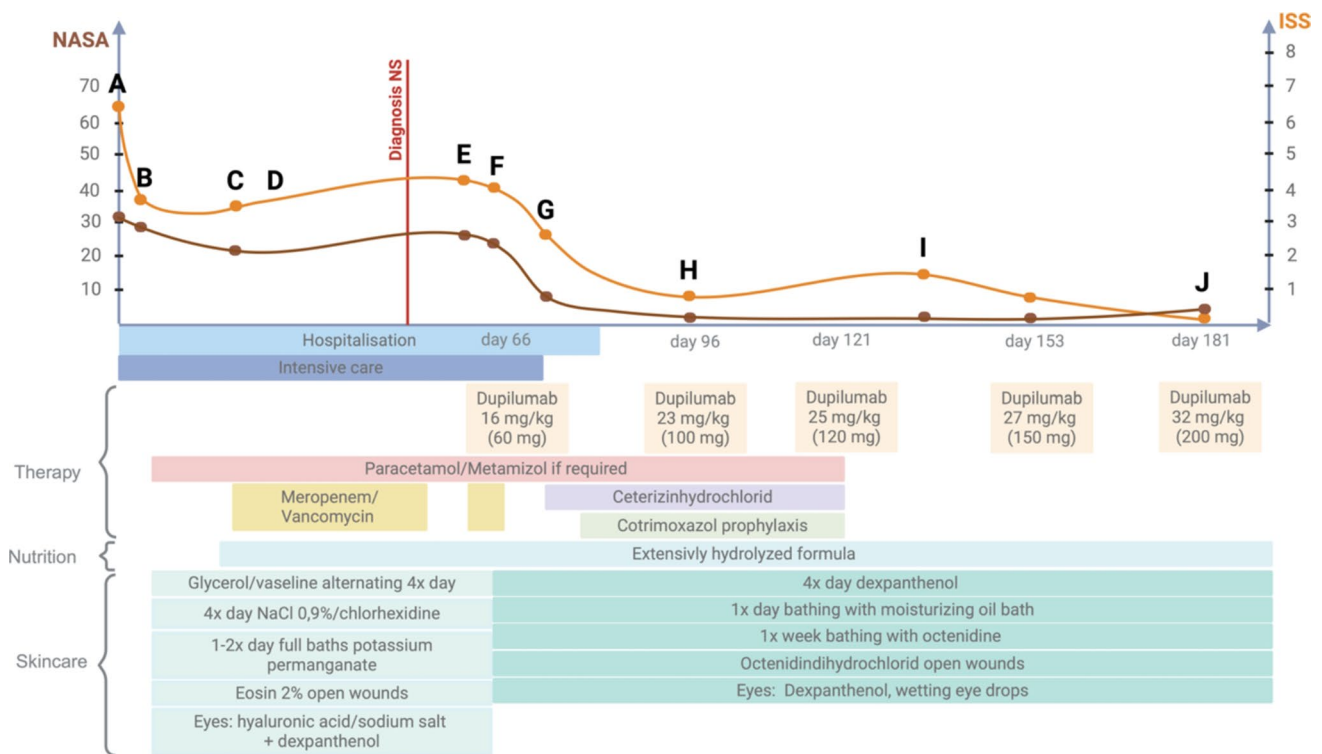 NASA
ISS
70
60
50
40
30
20
10
8
7
6
5
4
3
2
1
A
B
C
D
Diagnosis NS
E
F
G
H
I
J
Hospitalisation
day 66
day 96
day 121
day 153
day 181
Intensive care
Therapy
Dupilumab
16 mg/kg
(60 mg)
Dupilumab
23 mg/kg
(100 mg)
Dupilumab
25 mg/kg
(120 mg)
Dupilumab
27 mg/kg
(150 mg)
Dupilumab
32 mg/kg
(200 mg)
Paracetamol/Metamizol if required
Meropenem/
Vancomycin
Ceterizinhydrochlorid
Cotrimoxazol prophylaxis
Nutrition
Extensivly hydrolyzed formula
Skincare
Glycerol/vaseline alternating 4x day
4x day NaCl 0,9%/chlorhexidine
1-2x day full baths potassium
permanganate
Eosin 2% open wounds
Eyes: hyaluronic acid/sodium salt
+ dexpanthenol
4x day dexpanthenol
1x day bathing with moisturizing oil bath
1x week bathing with octenidine
Octenidindihydrochlorid open wounds
Eyes: Dexpanthenol, wetting eye drops